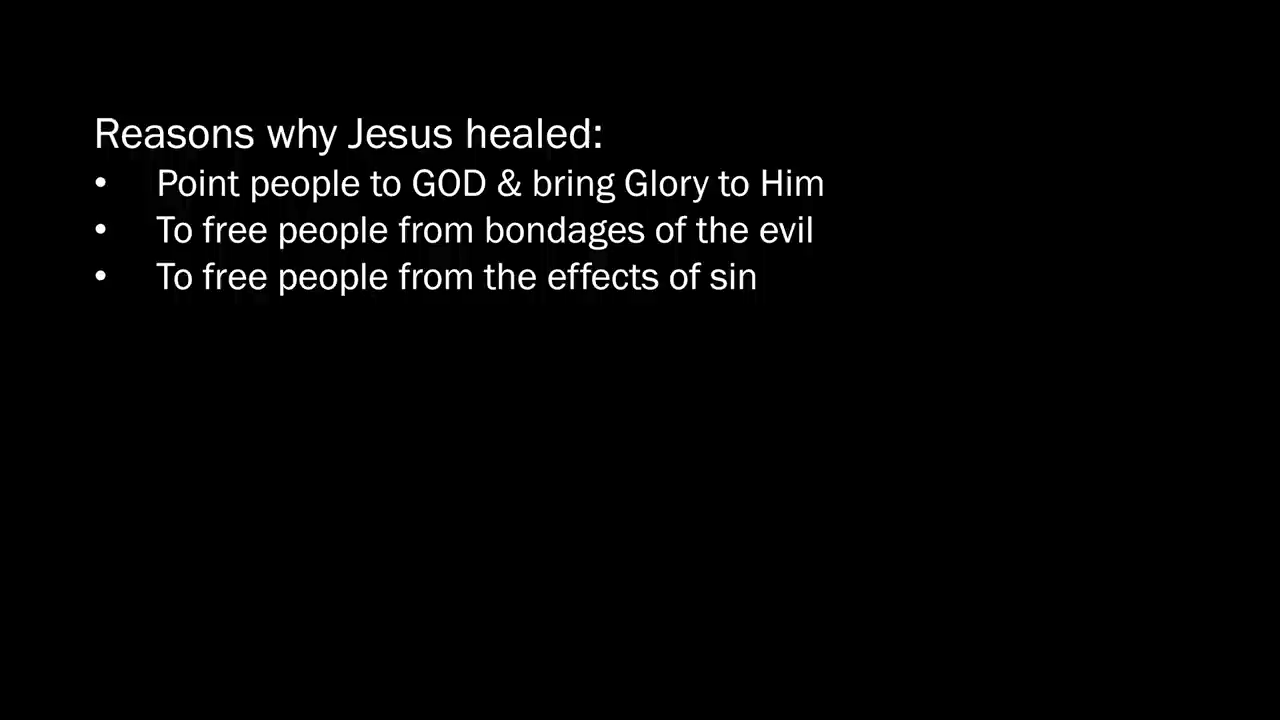 Reasons why Jesus healed:
• Point people to GOD & bring Glory to Him
• To free people from bondages of the evil
• To free people from the effects of sin